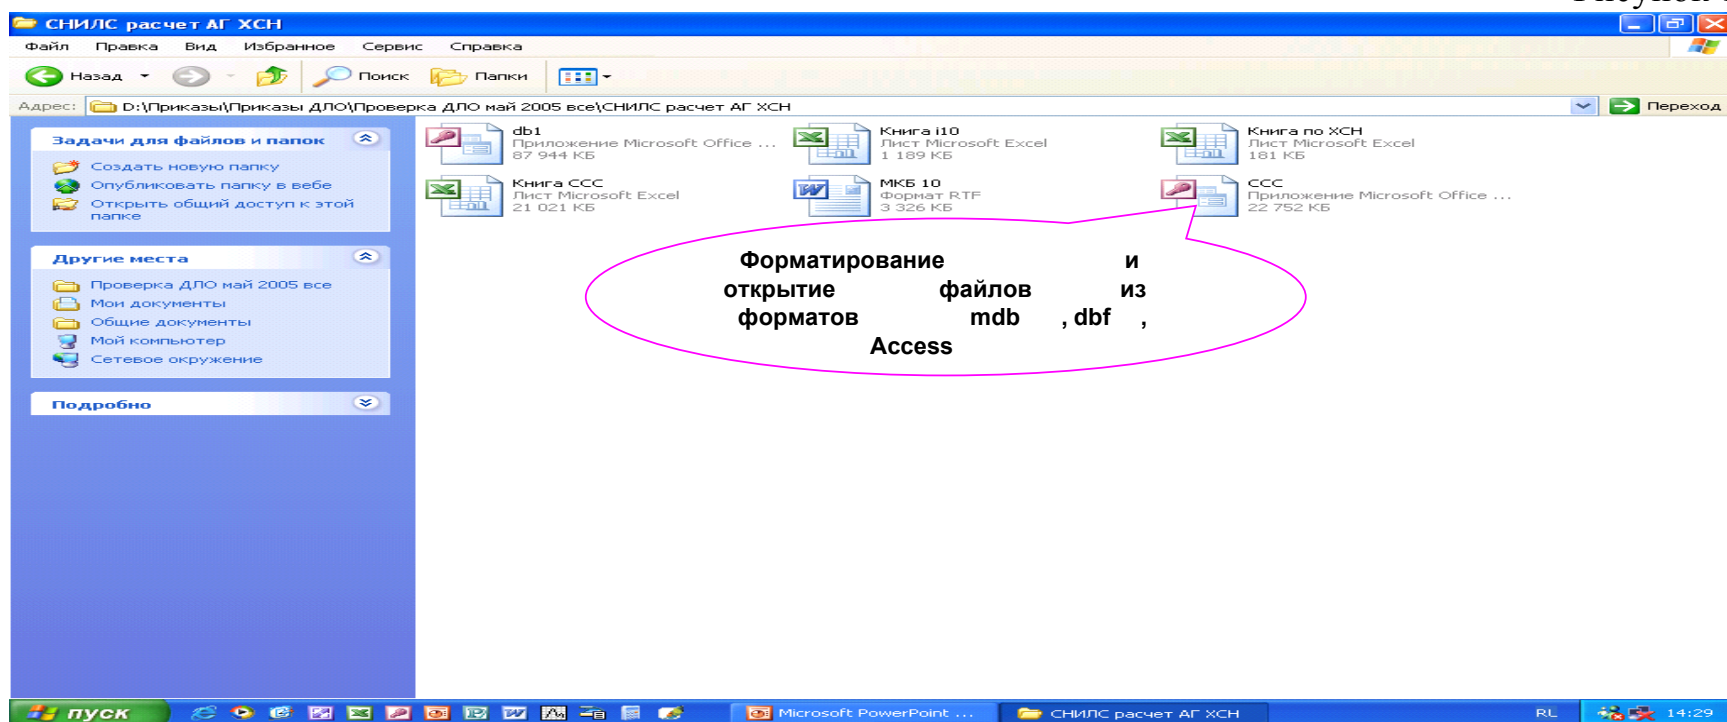 СНИЛС расчет АГ ХСН
Файл Правка Вид Избранное Сервис Справка
Назад Поиск Папки
Адрес: D:\Приказы\Приказы ДЛО\Проверка ДЛО май 2005 все\СНИЛС расчет АГ ХСН Переход
Задачи для файлов и папок
Создать новую папку
Опубликовать папку в вебе
Открыть общий доступ к этой
папке
Другие места
Проверка ДЛО май 2005 все
Мои документы
Общие документы
Мой компьютер
Сетевое окружение
Подробно
db1
Приложение Microsoft Office ...
87 944 КБ
Книга i10
Лист Microsoft Excel
1 189 КБ
Книга по ХСН
Лист Microsoft Excel
181 КБ
Книга ССС
Лист Microsoft Excel
21 021 КБ
МКБ 10
Формат RTF
3 326 КБ
ССС
Приложение Microsoft Office ...
22 752 КБ
Форматирование и
открытие файлов из
форматов mdb , dbf ,
Access
пуск Microsoft PowerPoint ... СНИЛС расчет АГ ХСН RL 14:29